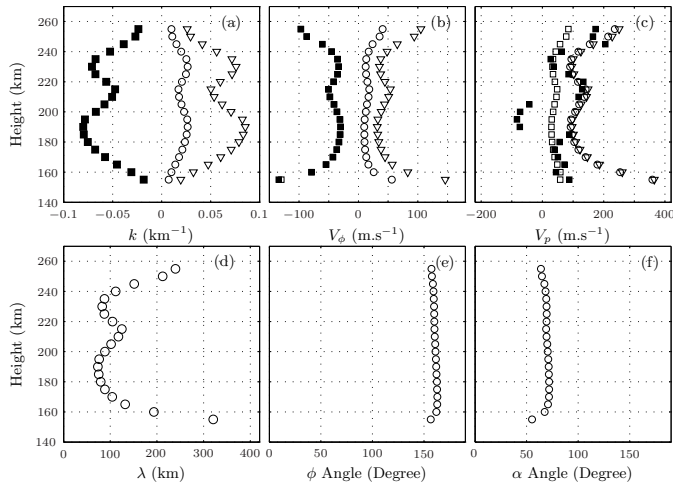 (a) (b) (c)
260
240
220
200
180
160
140
Height (km)
−0.1 −0.05 0 0.05 0.1
−100 0 100
−200 0 200 400
k (km⁻¹) V_ϕ (m.s⁻¹) V_p (m.s⁻¹)
(d) (e) (f)
260
240
220
200
180
160
140
Height (km)
0 100 200 300 400
0 50 100 150
0 50 100 150
λ (km) ϕ Angle (Degree) α Angle (Degree)